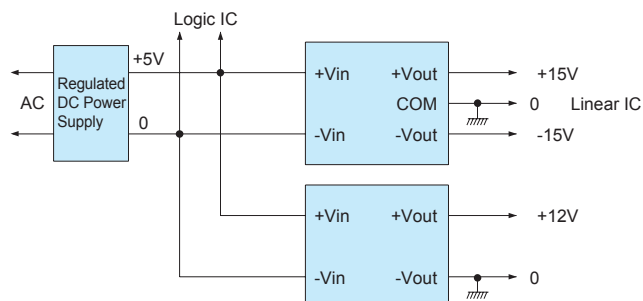 Logic IC
+5V
Regulated
DC Power
Supply
AC
0
+Vin
+Vout
+15V
COM
0
Linear IC
-Vin
-Vout
-15V
+Vin
+Vout
+12V
-Vin
-Vout
0